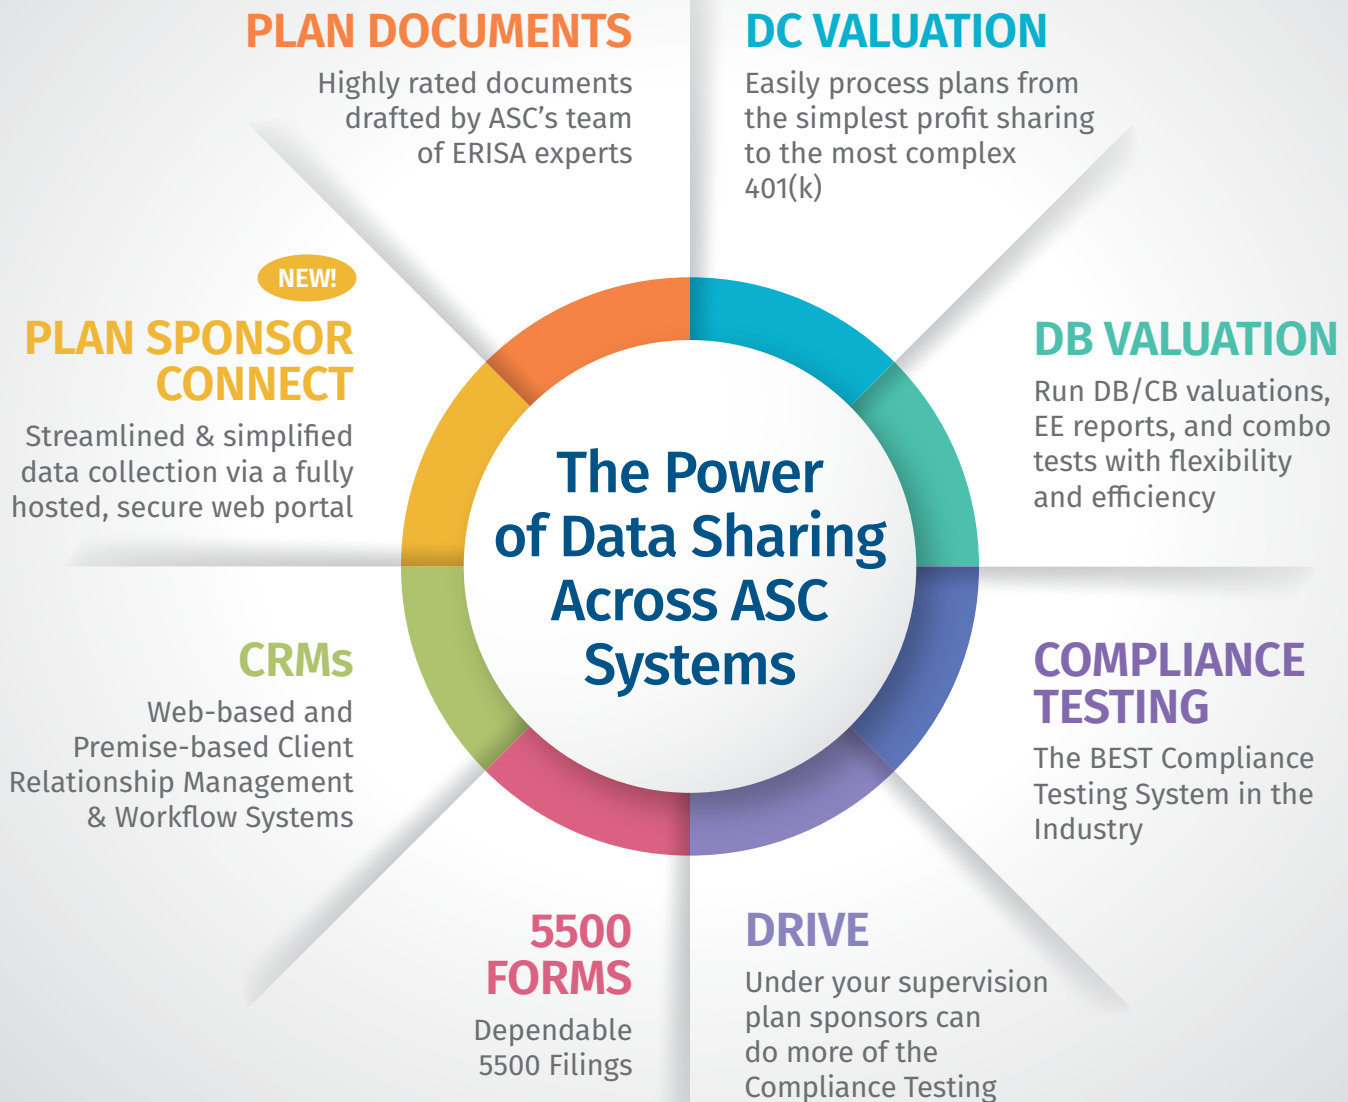 PLAN DOCUMENTS
Highly rated documents
drafted by ASC's team
of ERISA experts
DC VALUATION
Easily process plans from
the simplest profit sharing
to the most complex
401(k)
NEW!
PLAN SPONSOR
CONNECT
Streamlined & simplified
data collection via a fully
hosted, secure web portal
The Power
of Data Sharing
Across ASC
Systems
DB VALUATION
Run DB/CB valuations,
EE reports, and combo
tests with flexibility
and efficiency
CRMs
Web-based and
Premise-based Client
Relationship Management
& Workflow Systems
COMPLIANCE
TESTING
The BEST Compliance
Testing System in the
Industry
5500
FORMS
Dependable
5500 Filings
DRIVE
Under your supervision
plan sponsors can
do more of the
Compliance Testing